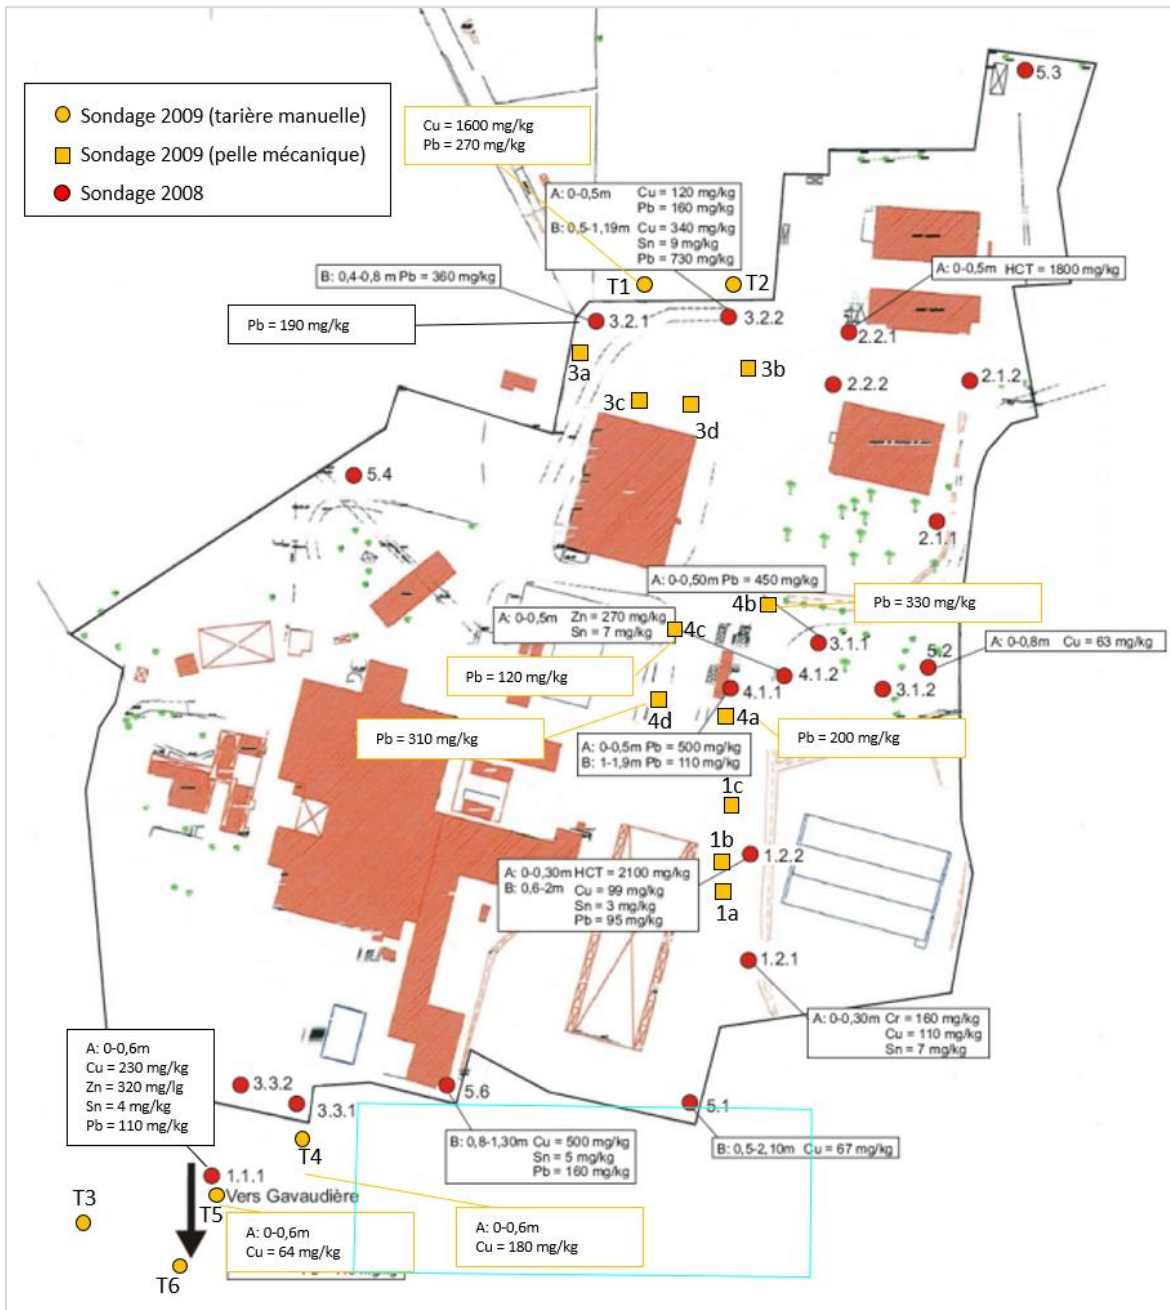 5.3
Sondage 2009 (tarière manuelle)
Sondage 2009 (pelle mécanique)
Sondage 2008
Cu = 1600 mg/kg
Pb = 270 mg/kg
A: 0-0,5m Cu = 120 mg/kg
Pb = 160 mg/kg
B: 0,5-1,19m Cu = 340 mg/kg
Sn = 9 mg/kg
Pb = 730 mg/kg
B: 0,4-0,8 m Pb = 360 mg/kg
T1
T2
A: 0-0,5m HCT = 1800 mg/kg
Pb = 190 mg/kg
3.2.1
3.2.2
2.2.1
3a
3b
2.2.2
2.1.2
3c
3d
5.4
2.1.1
A: 0-0,50m Pb = 450 mg/kg
4b
Pb = 330 mg/kg
A: 0-0,5m Zn = 270 mg/kg
Sn = 7 mg/kg
4c
3.1.1
5.2
A: 0-0,8m Cu = 63 mg/kg
Pb = 120 mg/kg
4.1.2
4.1.1
3.1.2
4d
4a
Pb = 310 mg/kg
Pb = 200 mg/kg
A: 0-0,5m Pb = 500 mg/kg
B: 1-1,9m Pb = 110 mg/kg
1c
1b
1.2.2
A: 0-0,30m HCT = 2100 mg/kg
B: 0,6-2m Cu = 99 mg/kg
Sn = 3 mg/kg
Pb = 95 mg/kg
1a
1.2.1
A: 0-0,30m Cr = 160 mg/kg
Cu = 110 mg/kg
Sn = 7 mg/kg
A: 0-0,6m
Cu = 230 mg/kg
Zn = 320 mg/lg
Sn = 4 mg/kg
Pb = 110 mg/kg
3.3.2
3.3.1
5.6
5.1
B: 0,8-1,30m Cu = 500 mg/kg
Sn = 5 mg/kg
Pb = 160 mg/kg
B: 0,5-2,10m Cu = 67 mg/kg
T4
1.1.1
Vers Gavaudière
T3
T5
A: 0-0,6m
Cu = 64 mg/kg
A: 0-0,6m
Cu = 180 mg/kg
T6